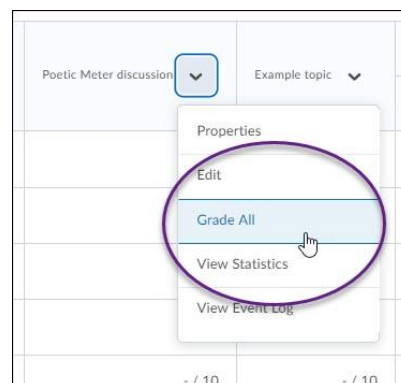 Poetic Meter discussion
Example topic
Properties
Edit
Grade All
View Statistics
View Event Log
- / 10
- / 10